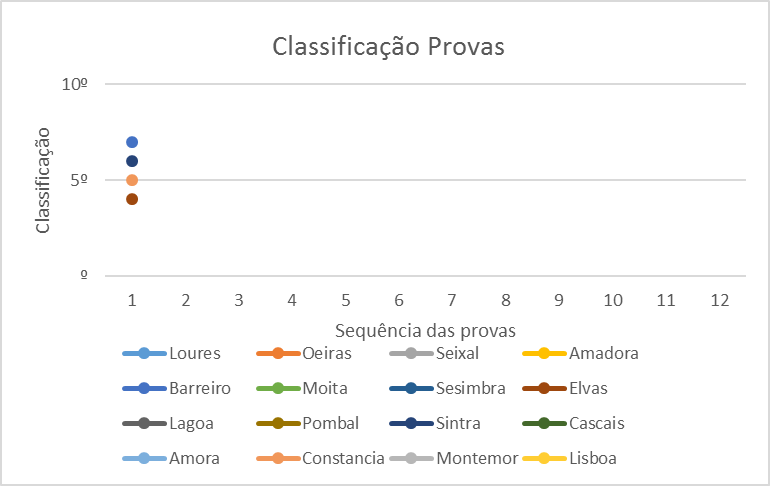 Classificação Provas
Classificação
10º
5º
º
1 2 3 4 5 6 7 8 9 10 11 12
Sequência das provas
Loures Oeiras Seixal Amadora
Barreiro Moita Sesimbra Elvas
Lagoa Pombal Sintra Cascais
Amora Constancia Montemor Lisboa